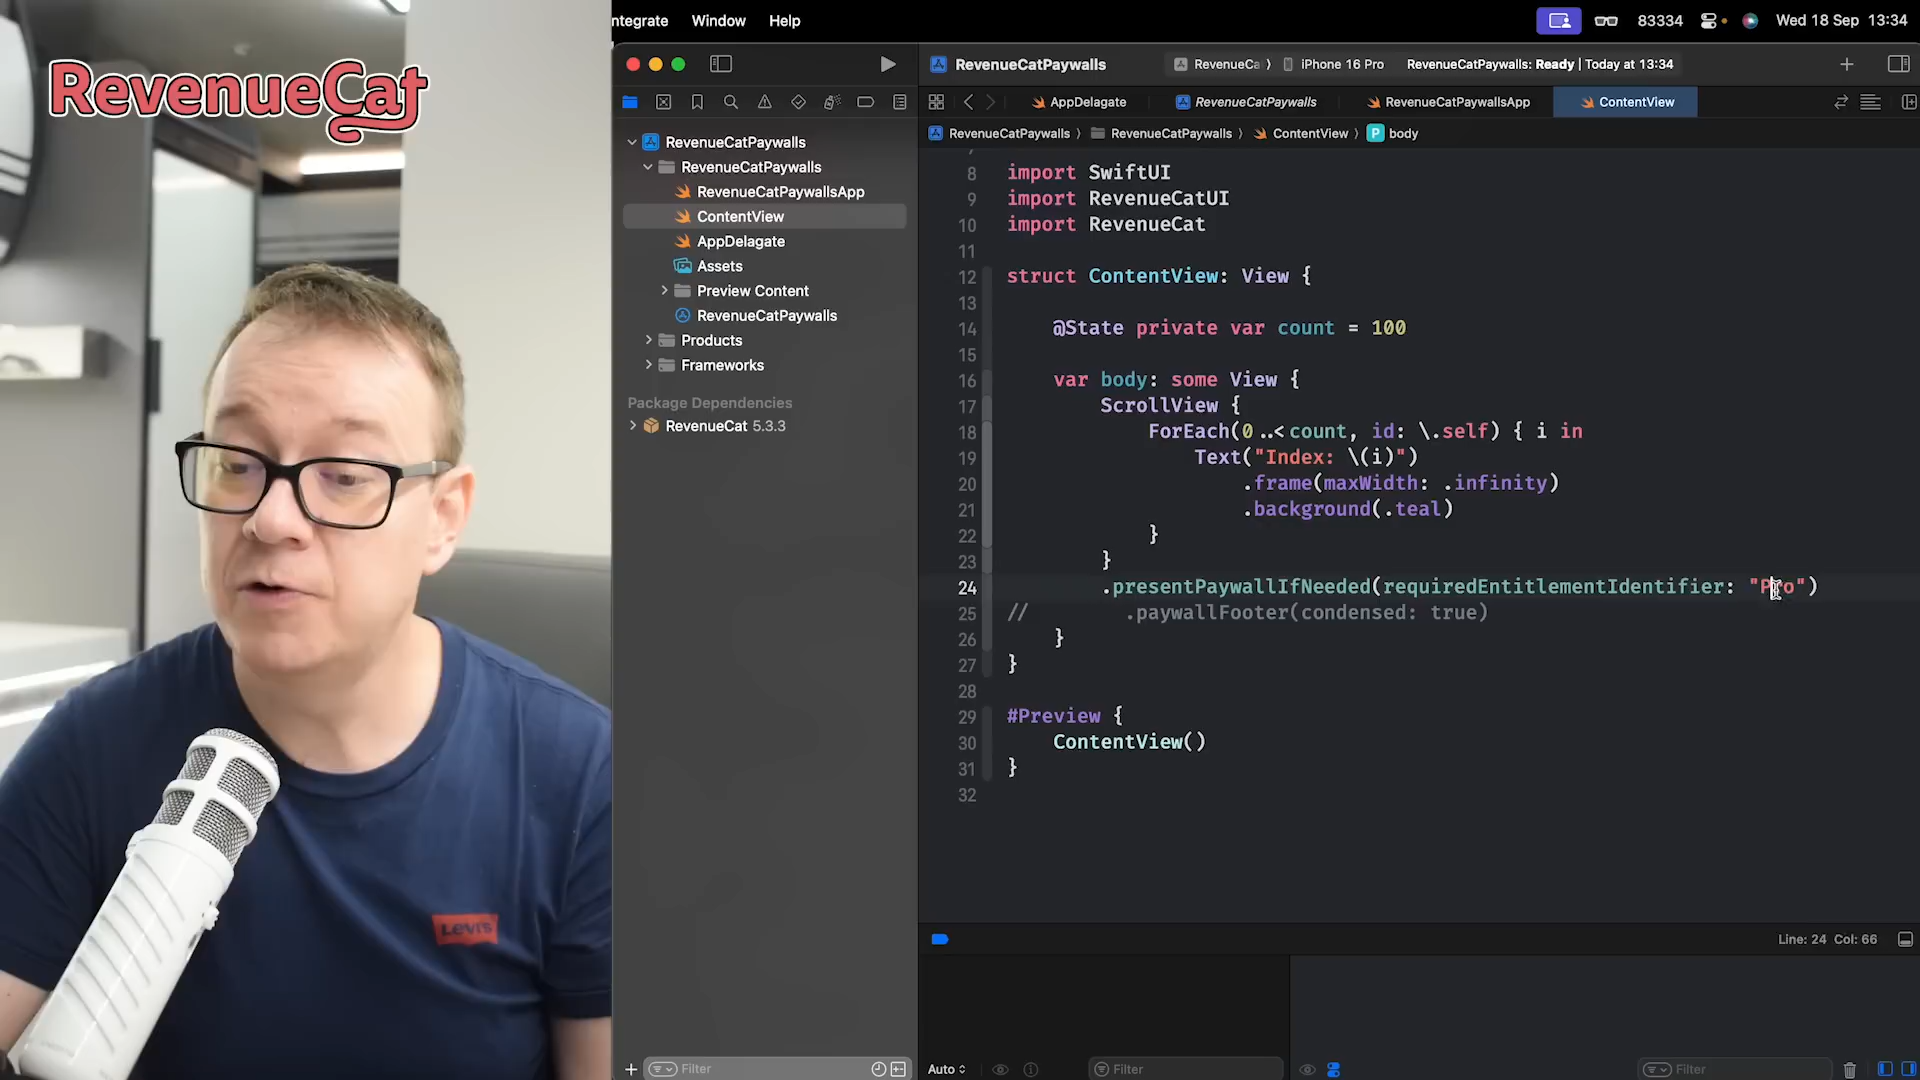 RevenueCat
ntegrate Window Help
83334 Wed 18 Sep 13:34
RevenueCatPaywalls
RevenueCa iPhone 16 Pro RevenueCatPaywalls: Ready | Today at 13:34
AppDelagate RevenueCatPaywalls RevenueCatPaywallsApp ContentView
RevenueCatPaywalls RevenueCatPaywalls ContentView P body
RevenueCatPaywalls
RevenueCatPaywalls
RevenueCatPaywallsApp
ContentView
AppDelagate
Assets
Preview Content
RevenueCatPaywalls
Products
Frameworks
Package Dependencies
RevenueCat 5.3.3
Filter
8 import SwiftUI
9 import RevenueCatUI
10 import RevenueCat
11
12 struct ContentView: View {
13
14 @State private var count = 100
15
16 var body: some View {
17 ScrollView {
18 ForEach(0..<count, id: \.self) { i in
19 Text("Index: \(i)")
20 .frame(maxWidth: .infinity)
21 .background(.teal)
22 }
23 }
24 .presentPaywallIfNeeded(requiredEntitlementIdentifier: "Pro")
25 // .paywallFooter(condensed: true)
26 }
27 }
28
29 #Preview {
30 ContentView()
31 }
32
Line: 24 Col: 66
Auto Filter Filter
Levi's